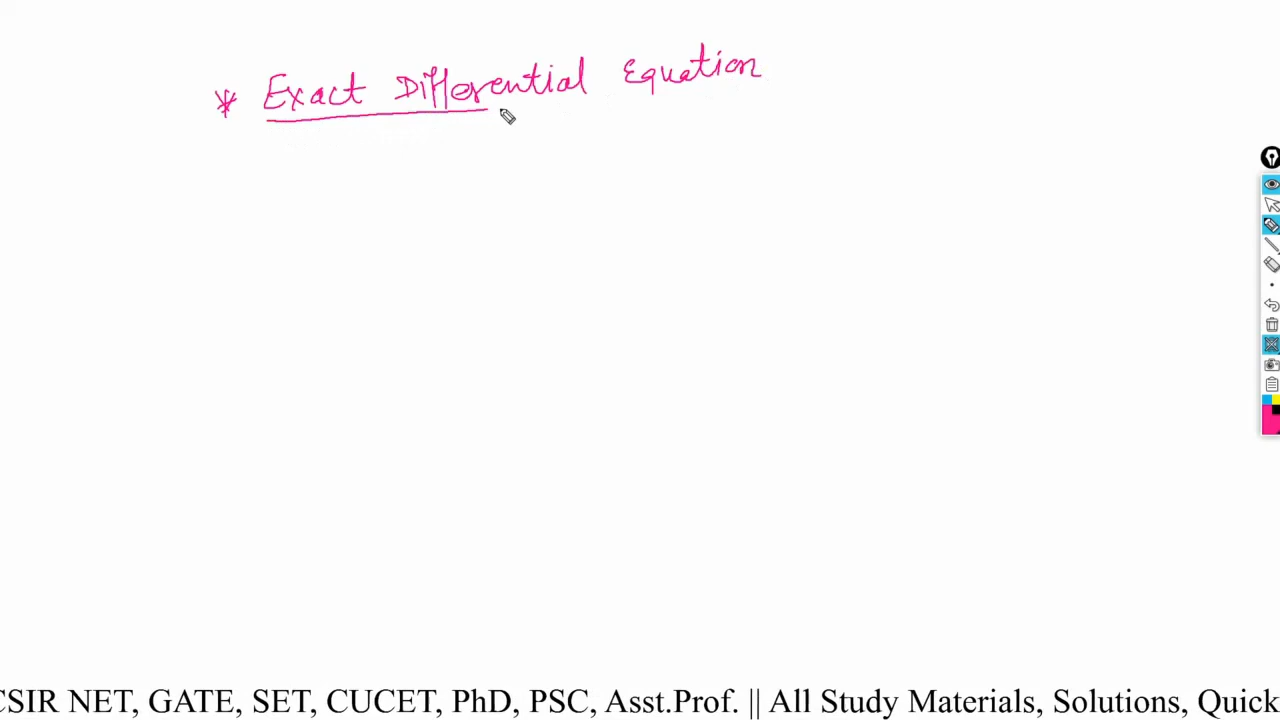 * Exact Differential Equation
CSIR NET, GATE, SET, CUCET, PhD, PSC, Asst.Prof. || All Study Materials, Solutions, Quick